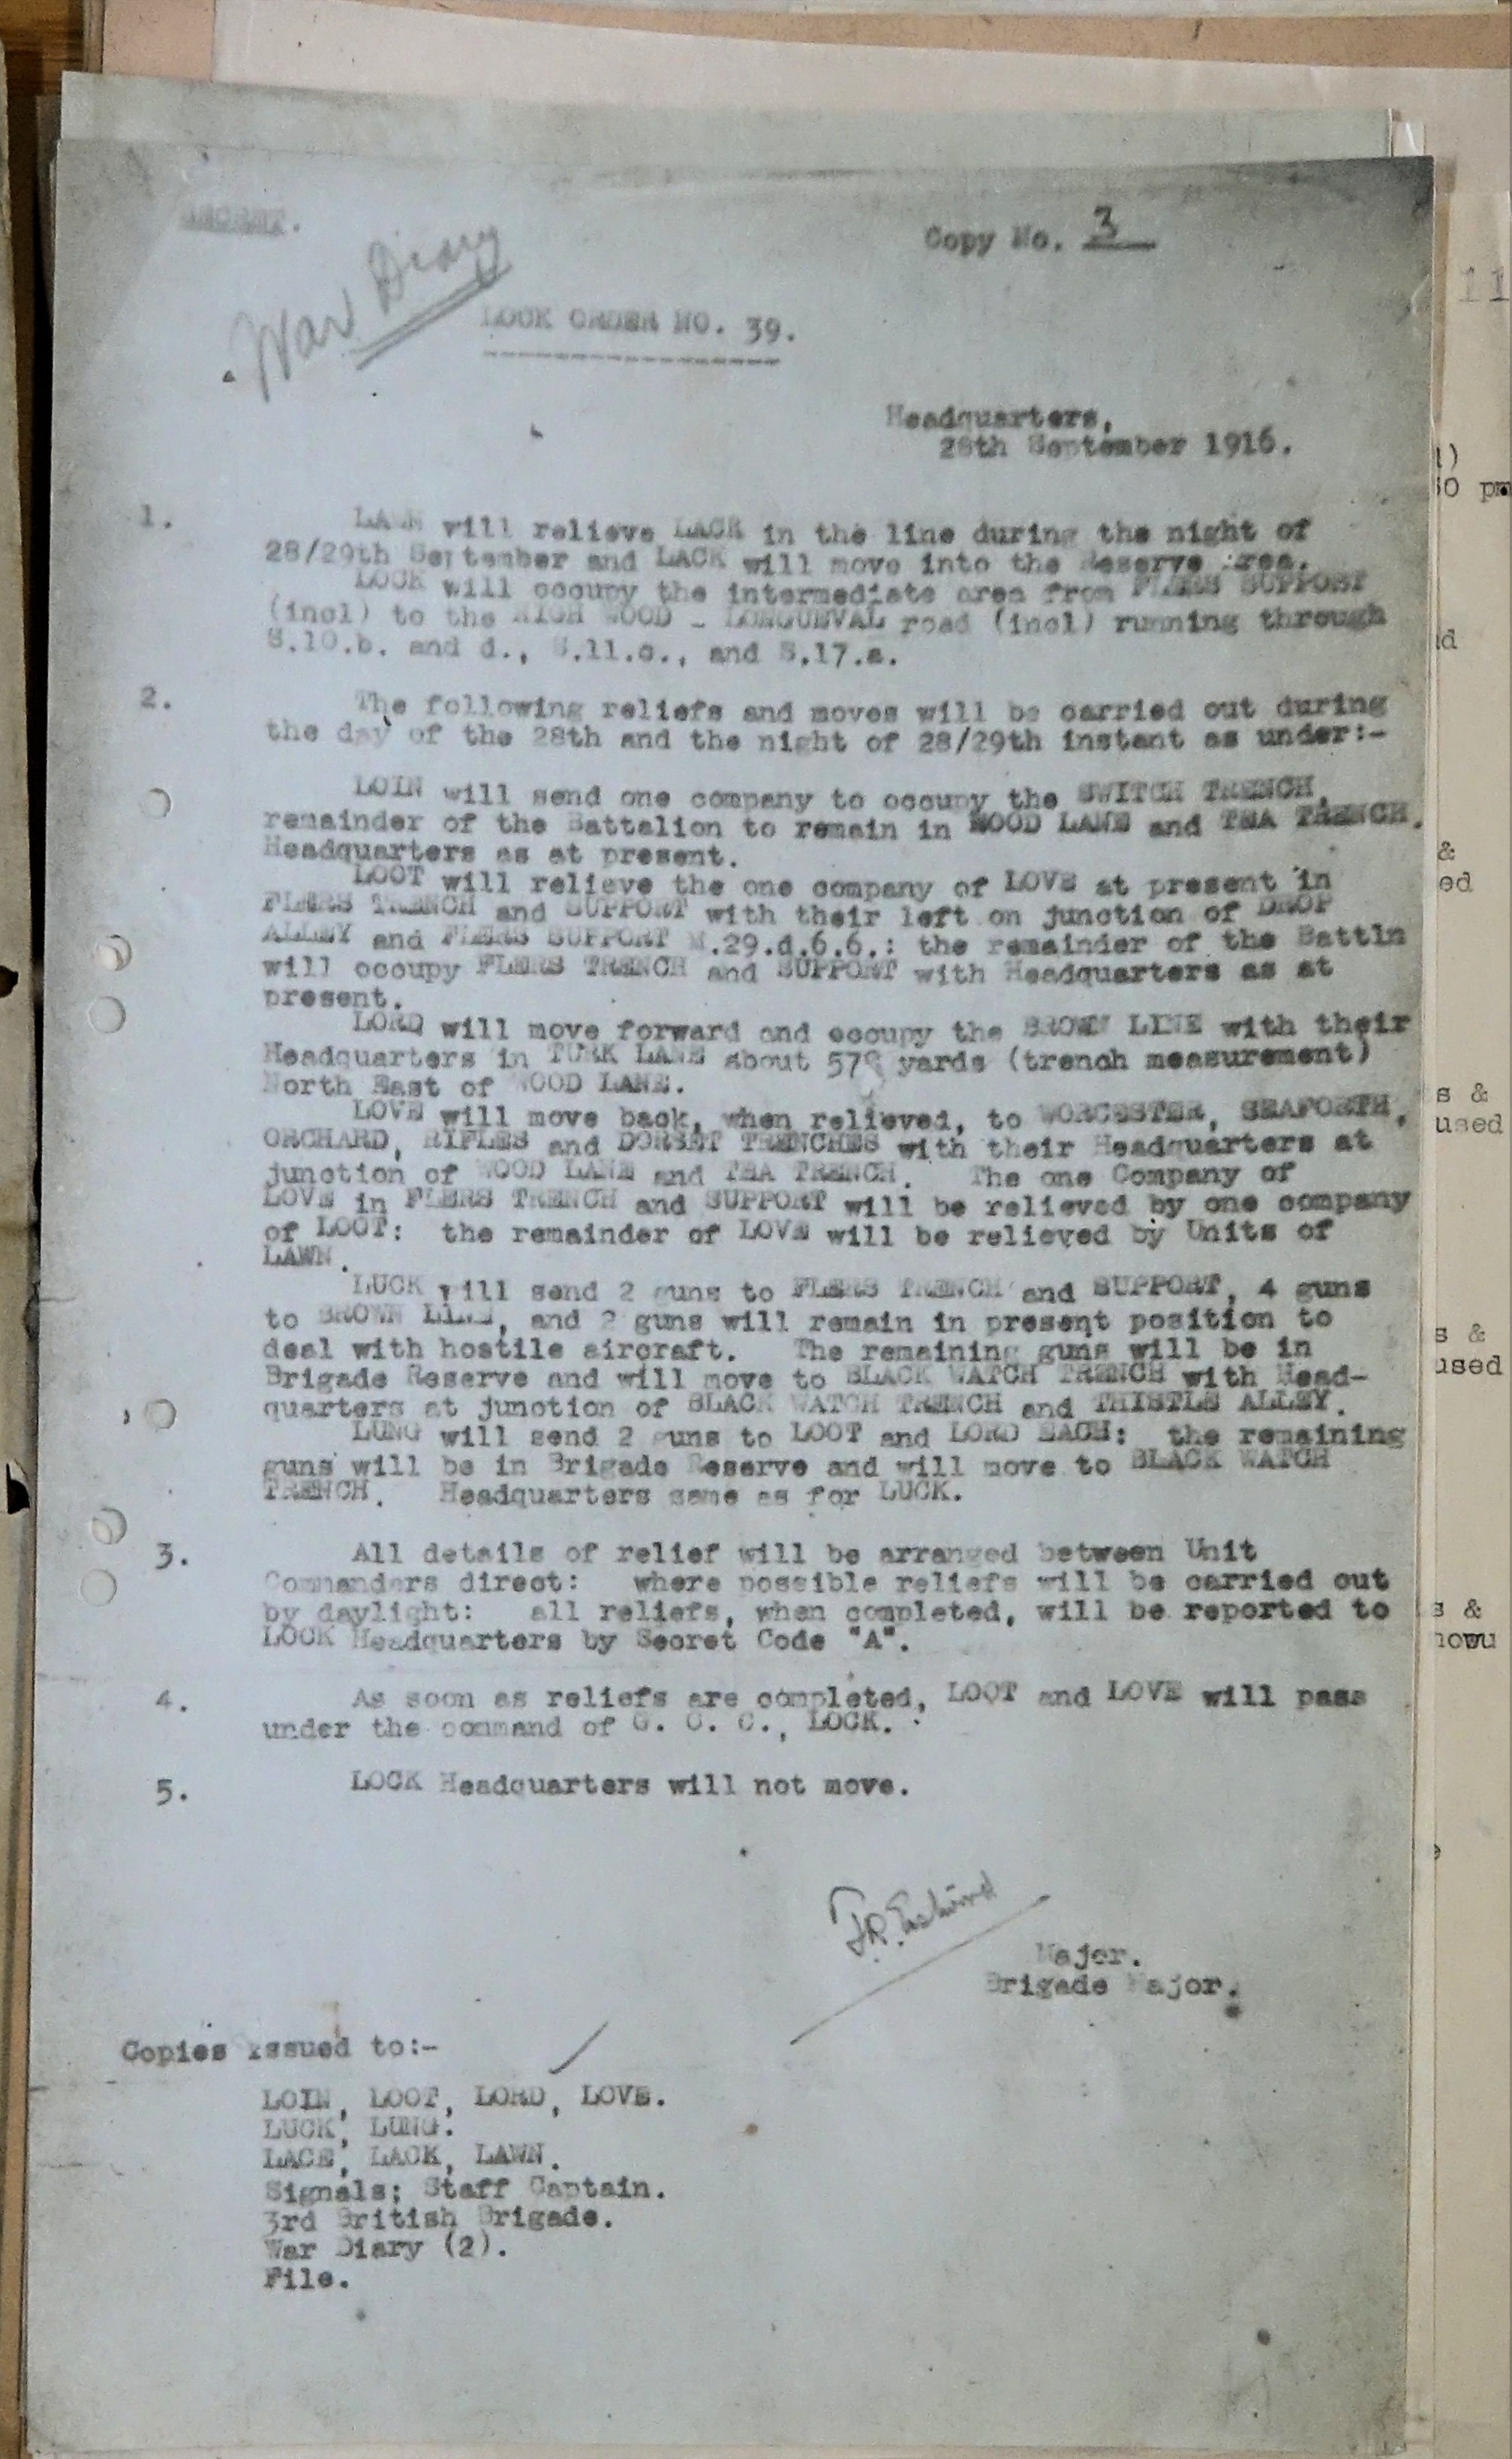 SECRET.
Copy No. 3
War Diary
LOCK ORDER NO. 39.
Headquarters,
28th September 1916.
1. LAWN will relieve LACK in the line during the night of
28/29th September and LACK will move into the Reserve Area.
LOCK will occupy the intermediate area from FLERS SUPPORT
(incl) to the HIGH WOOD - LONGUEVAL road (incl) running through
S.10.b. and d., S.11.c., and S.17.a.
2. The following reliefs and moves will be carried out during
the day of the 28th and the night of 28/29th instant as under:-
LOIN will send one company to occupy the SWITCH TRENCH,
remainder of the Battalion to remain in WOOD LANE and TEA TRENCH.
Headquarters as at present.
LOOT will relieve the one company of LOVE at present in
FLERS TRENCH and SUPPORT with their left on junction of DROP
ALLEY and FLERS SUPPORT M.29.d.6.6.: the remainder of the Battln
will occupy FLERS TRENCH and SUPPORT with Headquarters as at
present.
LORD will move forward and occupy the BROWN LINE with their
Headquarters in TURK LANE about yards (trench measurement)
North East of WOOD LANE.
LOVE will move back, when relieved, to WORCESTER, SEAFORTH,
ORCHARD, RIFLES and DORSET TRENCHES with their Headquarters at
junction of WOOD LANE and TEA TRENCH. The one Company of
LOVE in FLERS TRENCH and SUPPORT will be relieved by one company
of LOOT: the remainder of LOVE will be relieved by Units of
LAWN.
LUCK will send 2 guns to FLERS TRENCH and SUPPORT, 4 guns
to BROWN LINE, and 2 guns will remain in present position to
deal with hostile aircraft. The remaining guns will be in
Brigade Reserve and will move to BLACK WATCH TRENCH with Head-
quarters at junction of BLACK WATCH TRENCH and THISTLE ALLEY.
LUNG will send 2 guns to LOOT and LORD EACH: the remaining
guns will be in Brigade Reserve and will move to BLACK WATCH
TRENCH. Headquarters same as for LUCK.
3. All details of relief will be arranged between Unit
Commanders direct: where possible reliefs will be carried out
by daylight: all reliefs, when completed, will be reported to
LOCK Headquarters by Secret Code "A".
4. As soon as reliefs are completed, LOOT and LOVE will pass
under the command of G. O. C., LOCK.
5. LOCK Headquarters will not move.
Major.
Brigade Major.
Copies issued to:-
LOIN, LOOT, LORD, LOVE.
LUCK, LUNG.
LACE, LACK, LAWN.
Signals; Staff Captain.
3rd British Brigade.
War Diary (2).
File.